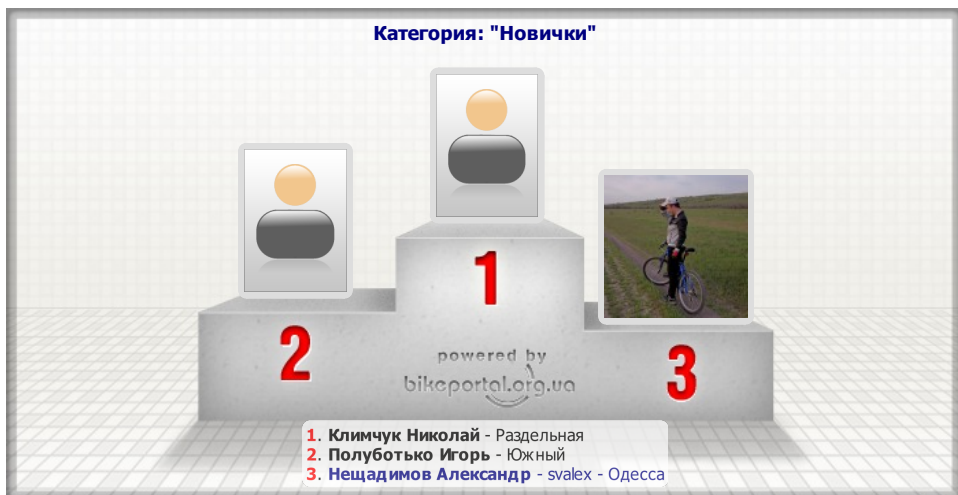 Категория: "Новички"
1
2
3
powered by
bikeportal.org.ua
1. Климчук Николай - Раздельная
2. Полуботько Игорь - Южный
3. Нещадимов Александр - svalex - Одесса